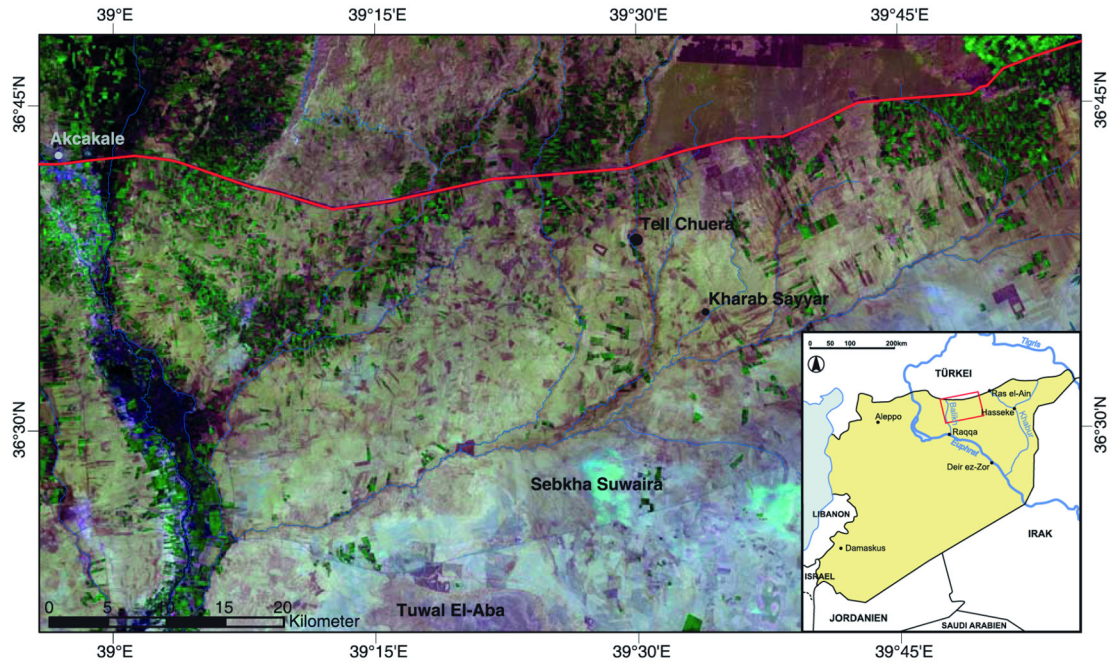 39°E
39°15'E
39°30'E
39°45'E
36°45'N
36°45'N
Akcakale
Tell Chuera
Kharab Sayyar
36°30'N
36°30'N
Sebkha Suwaira
Tuwal El-Aba
0 5 10 15 20
Kilometer
39°E
39°15'E
39°30'E
39°45'E
0 50 100 200km
Tigris
TÜRKEI
Ras el-Ain
Aleppo
Balikh
Hasseke
Khabur
Raqqa
Euphrat
Deir ez-Zor
LIBANON
IRAK
Damaskus
ISRAEL
JORDANIEN
SAUDI ARABIEN